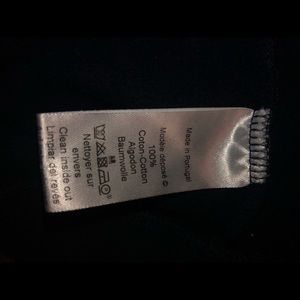 Made in Portugal
Modèle déposé ©
100%
Coton-Cotton
Algodon
Baumwolle
Nettoyer sur
envers
Clean inside out
Limpiar del revés